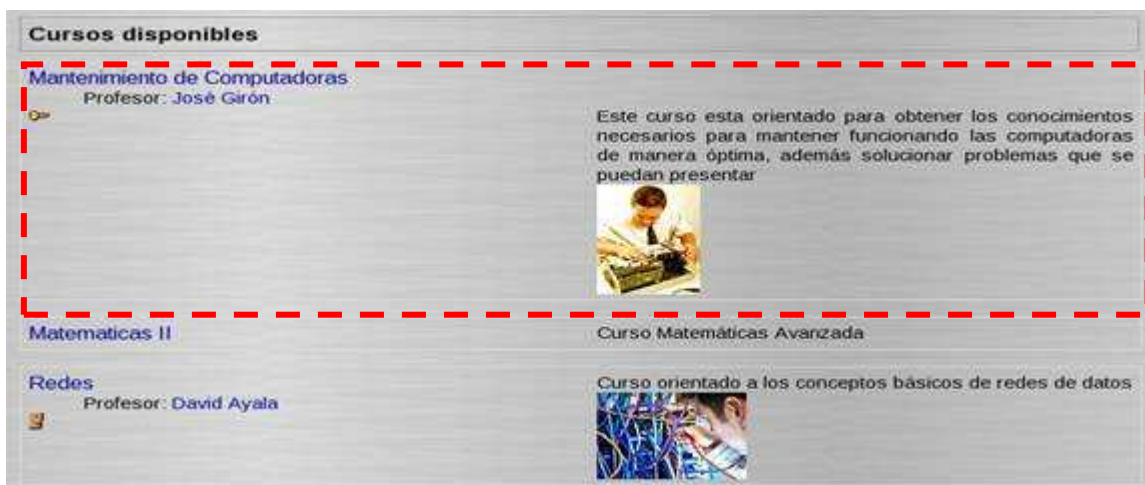 Cursos disponibles
Mantenimiento de Computadoras
Profesor: José Girón
Este curso esta orientado para obtener los conocimientos
necesarios para mantener funcionando las computadoras
de manera óptima, además solucionar problemas que se
puedan presentar
Matematicas II
Curso Matemáticas Avanzada
Redes
Profesor: David Ayala
Curso orientado a los conceptos básicos de redes de datos